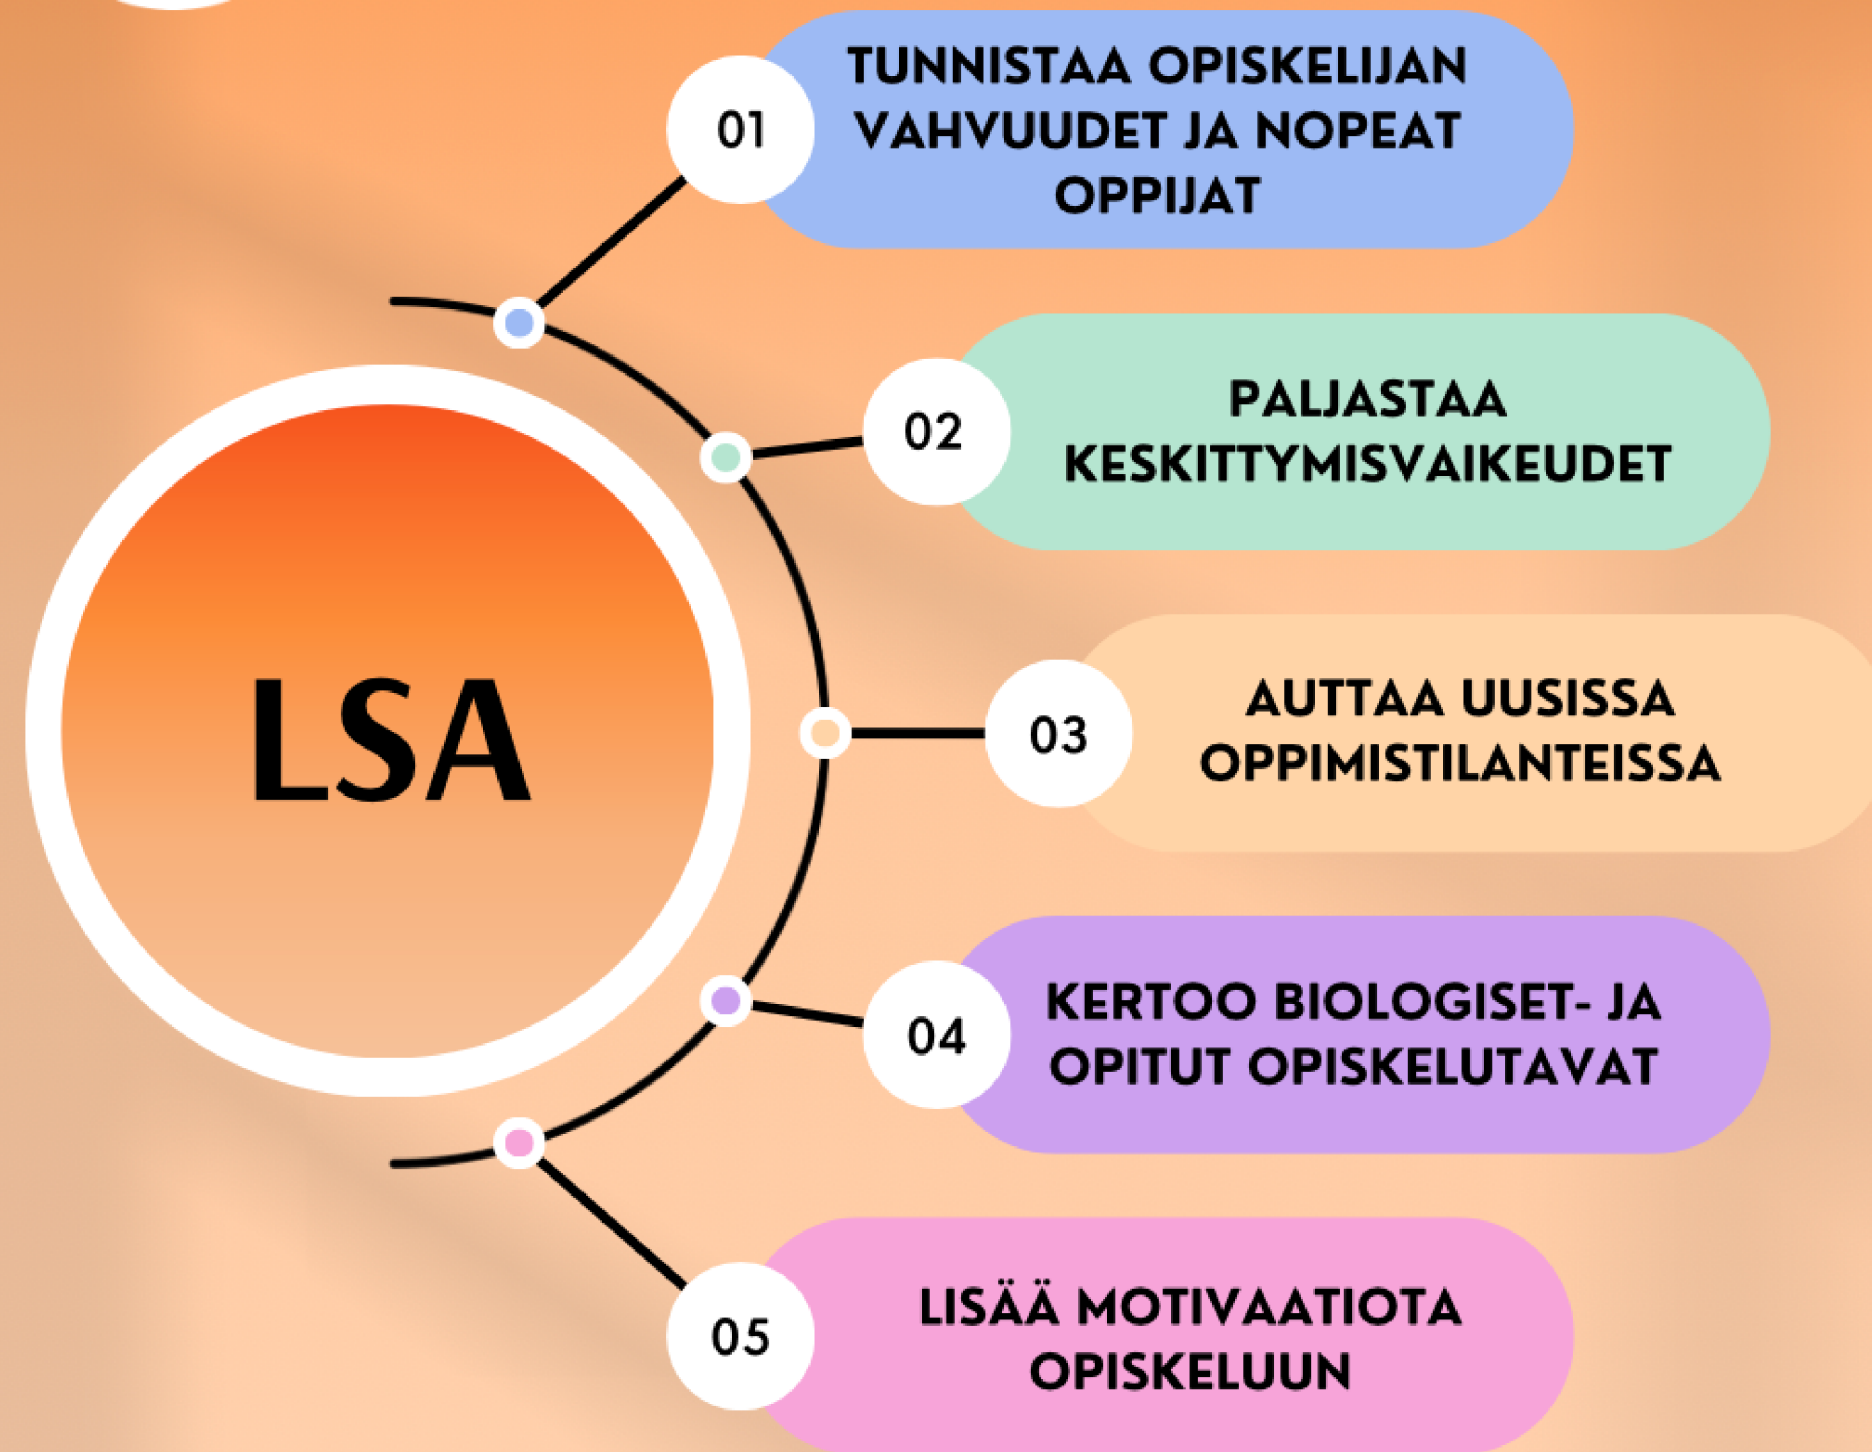 01
TUNNISTAA OPISKELIJAN
VAHVUUDET JA NOPEAT
OPPIJAT
02
PALJASTAA
KESKITTYMISVAIKEUDET
LSA
03
AUTTAA UUSISSA
OPPIMISTILANTEISSA
04
KERTOO BIOLOGISET- JA
OPITUT OPISKELUTAVAT
05
LISÄÄ MOTIVAATIOTA
OPISKELUUN